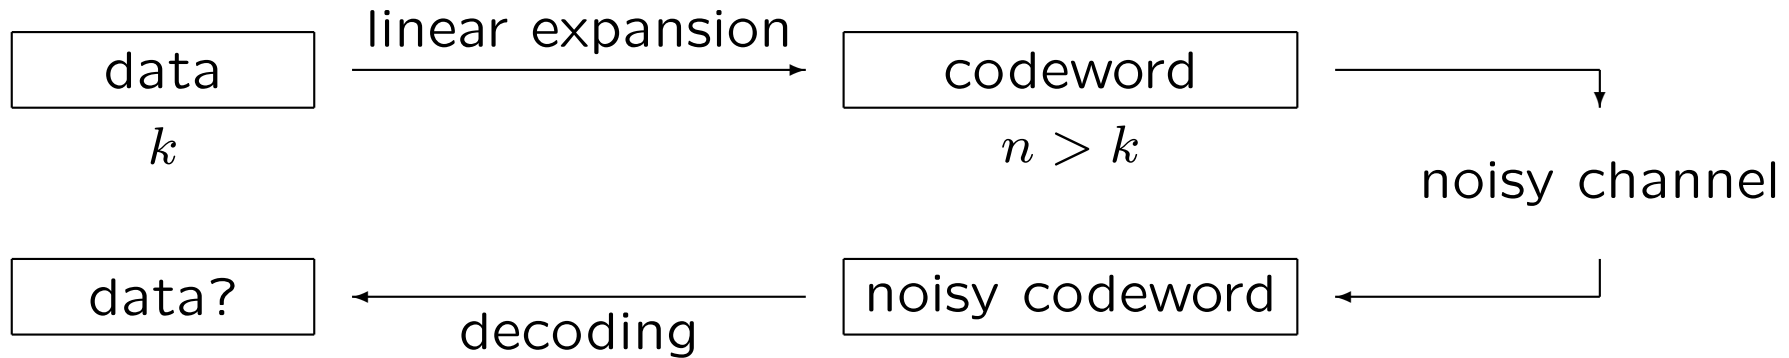 linear expansion
data
codeword
k
n > k
noisy channel
data?
noisy codeword
decoding